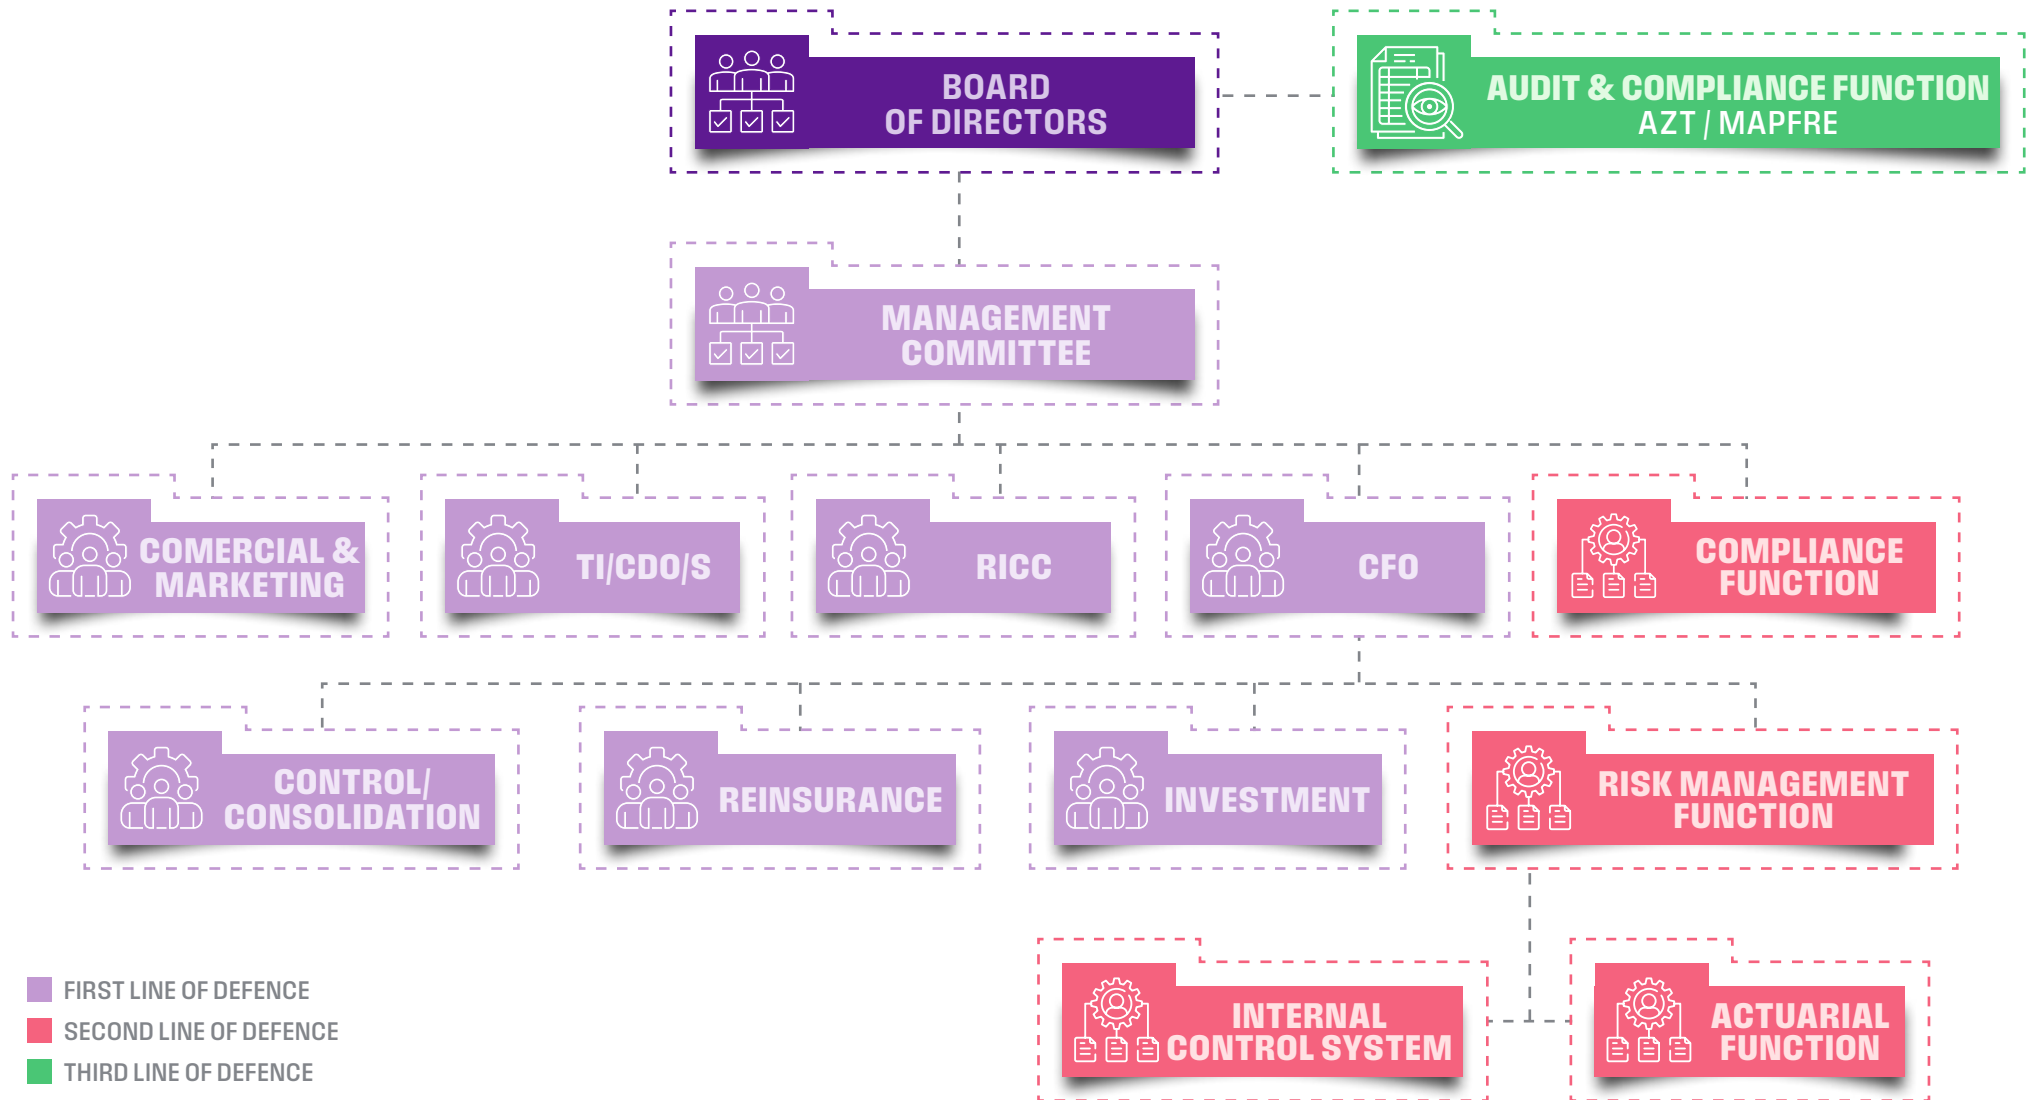 BOARD
OF DIRECTORS
AUDIT & COMPLIANCE FUNCTION
AZT / MAPFRE
MANAGEMENT
COMMITTEE
COMERCIAL &
MARKETING
TI/CDO/S
RICC
CFO
COMPLIANCE
FUNCTION
CONTROL/
CONSOLIDATION
REINSURANCE
INVESTMENT
RISK MANAGEMENT
FUNCTION
INTERNAL
CONTROL SYSTEM
ACTUARIAL
FUNCTION
FIRST LINE OF DEFENCE
SECOND LINE OF DEFENCE
THIRD LINE OF DEFENCE